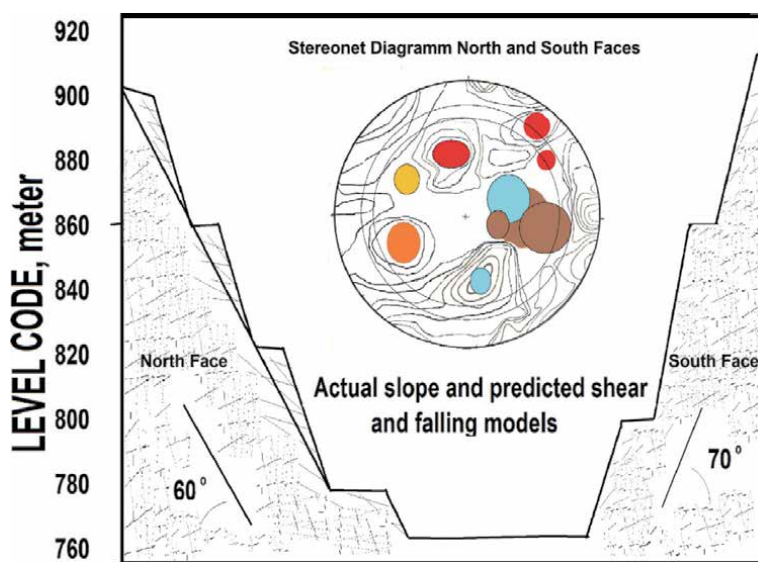 920
Stereonet Diagramm North and South Faces
900
880
860
840
820
800
780
760
LEVEL CODE, meter
North Face
South Face
Actual slope and predicted shear
and falling models
60°
70°